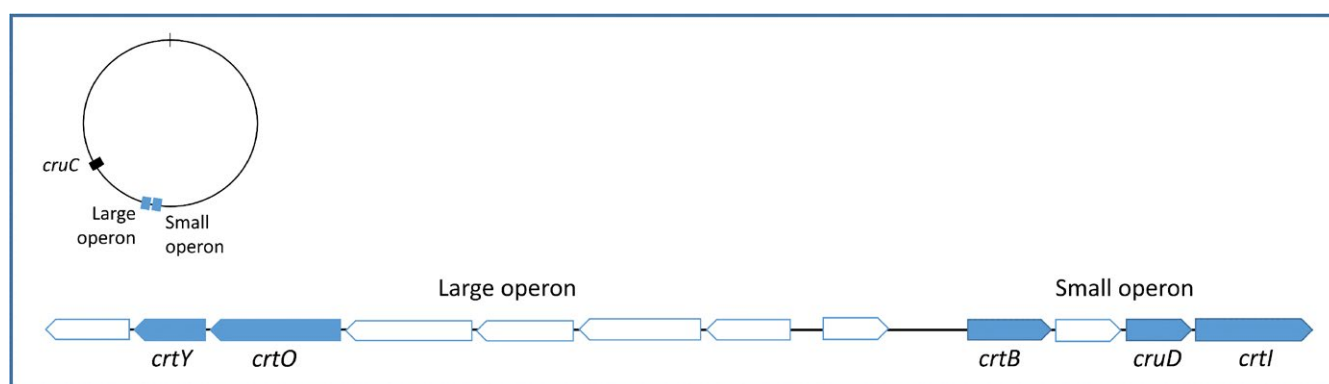 cruC
Large
operon
Small
operon
Large operon
Small operon
crtY
crtO
crtB
cruD
crtI